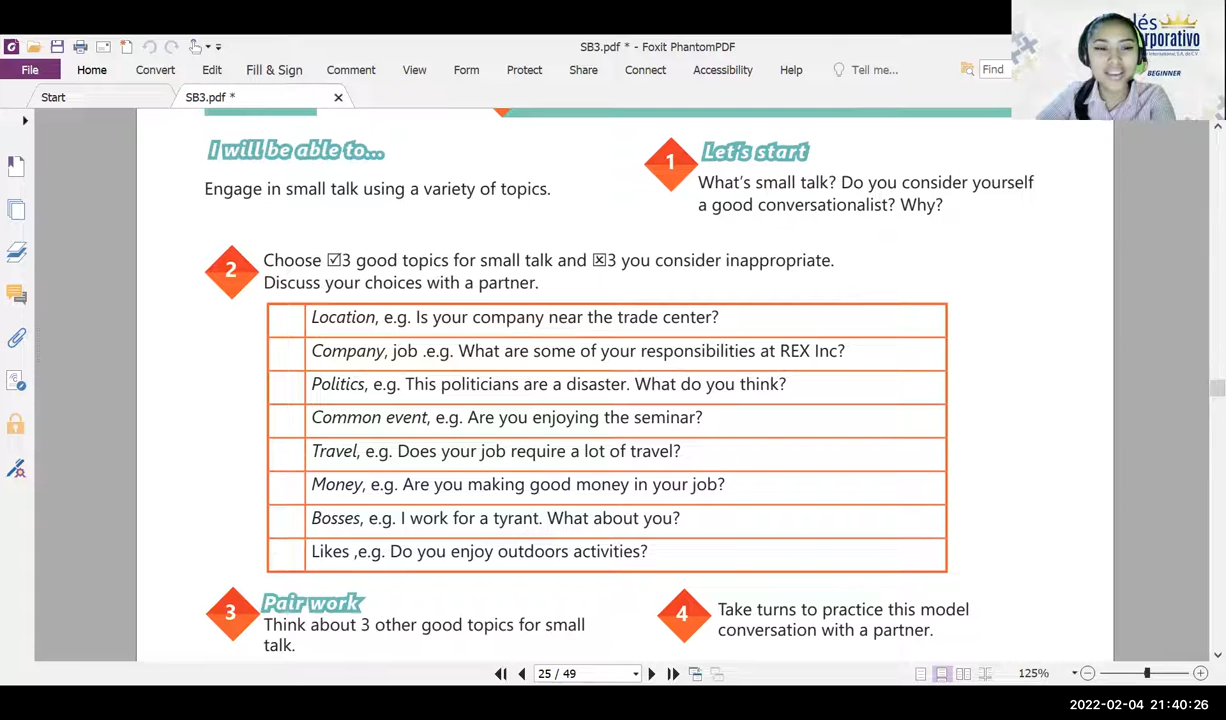 SB3.pdf * - Foxit PhantomPDF
File Home Convert Edit Fill & Sign Comment View Form Protect Share Connect Accessibility Help Tell me... Find
Start SB3.pdf *
lés
rporativo
BEGINNER
I will be able to...
Engage in small talk using a variety of topics.
1 Let's start
What's small talk? Do you consider yourself
a good conversationalist? Why?
2 Choose ☑3 good topics for small talk and ☒3 you consider inappropriate.
Discuss your choices with a partner.
Location, e.g. Is your company near the trade center?
Company, job .e.g. What are some of your responsibilities at REX Inc?
Politics, e.g. This politicians are a disaster. What do you think?
Common event, e.g. Are you enjoying the seminar?
Travel, e.g. Does your job require a lot of travel?
Money, e.g. Are you making good money in your job?
Bosses, e.g. I work for a tyrant. What about you?
Likes ,e.g. Do you enjoy outdoors activities?
3 Pair work
Think about 3 other good topics for small
talk.
4 Take turns to practice this model
conversation with a partner.
25 / 49
125%
2022-02-04 21:40:26